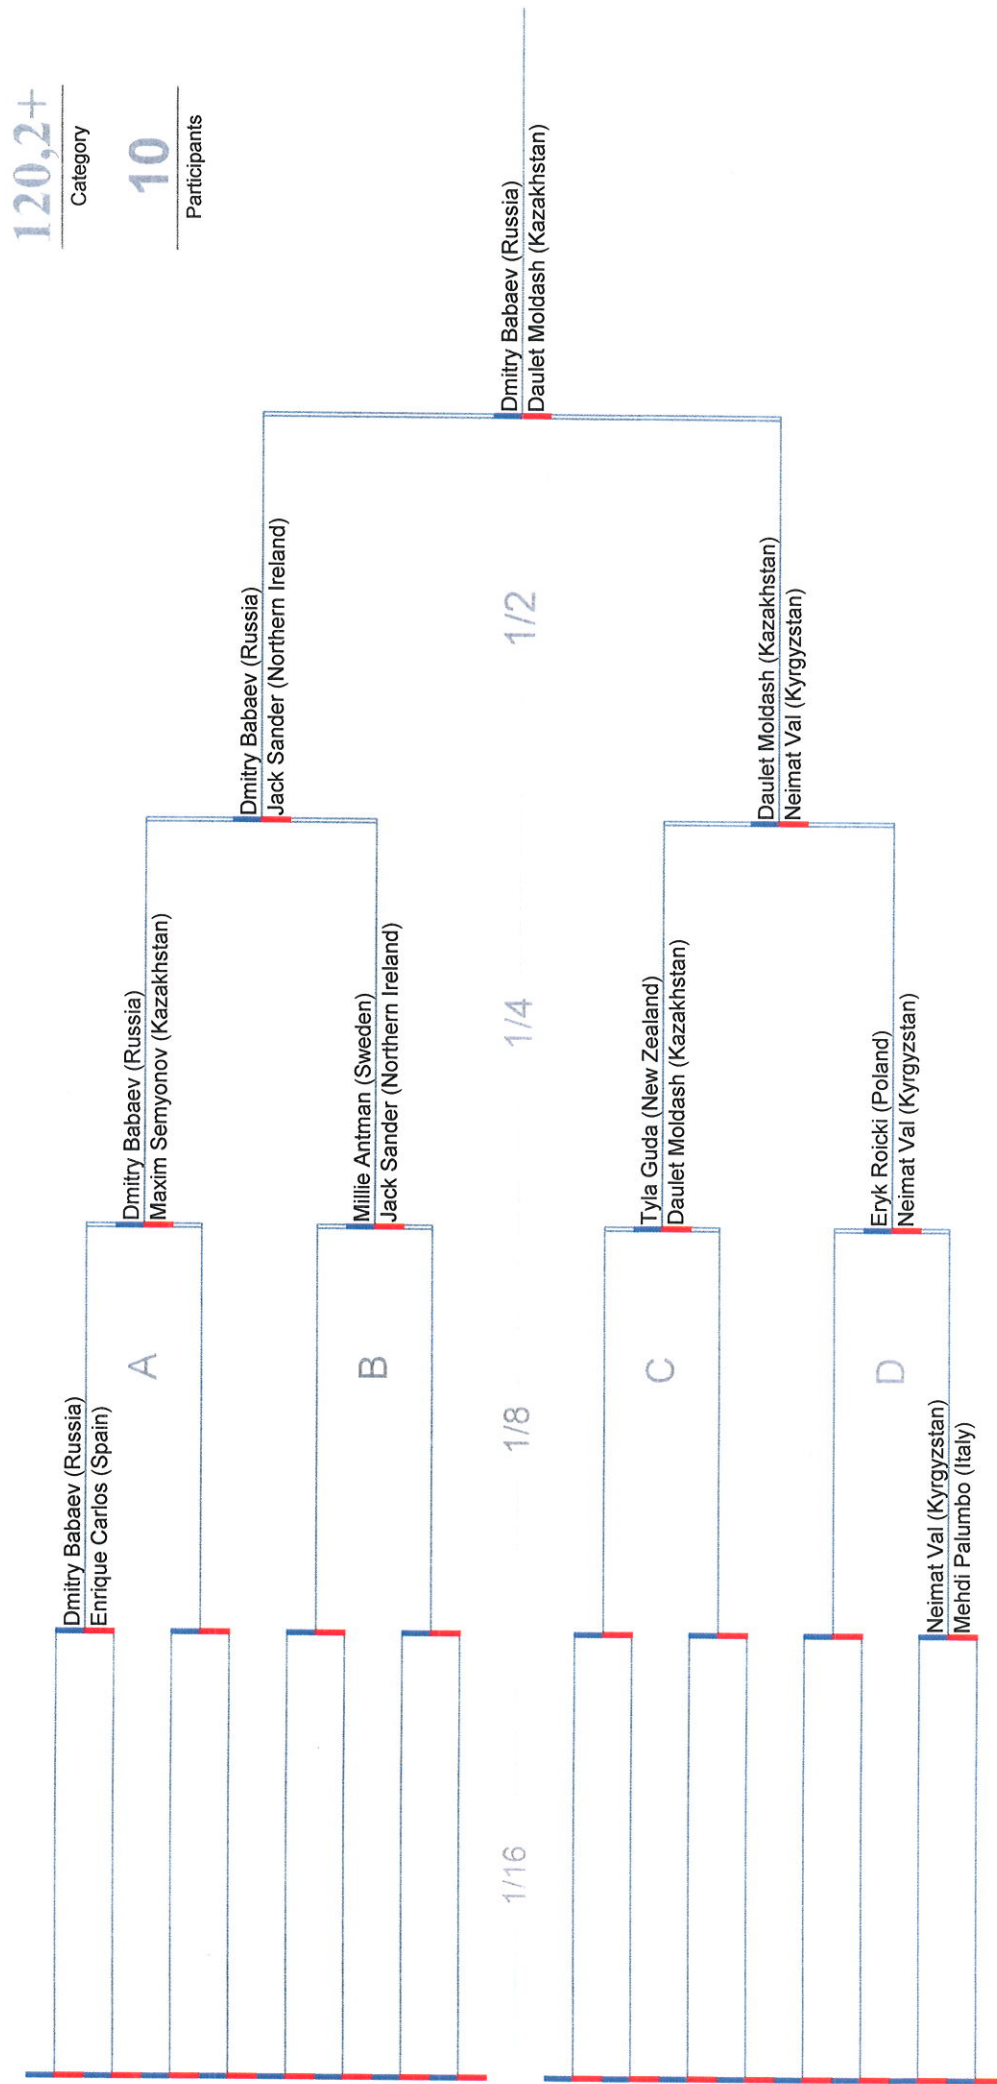 120,2+
Category
10
Participants
Dmitry Babaev (Russia)
Enrique Carlos (Spain)
A
Dmitry Babaev (Russia)
Maxim Semyonov (Kazakhstan)
B
Millie Antman (Sweden)
Jack Sander (Northern Ireland)
Dmitry Babaev (Russia)
Jack Sander (Northern Ireland)
1/16
1/8
1/4
1/2
Dmitry Babaev (Russia)
Daulet Moldash (Kazakhstan)
C
Tyla Guda (New Zealand)
Daulet Moldash (Kazakhstan)
Daulet Moldash (Kazakhstan)
Neimat Val (Kyrgyzstan)
D
Eryk Roicki (Poland)
Neimat Val (Kyrgyzstan)
Neimat Val (Kyrgyzstan)
Mehdi Palumbo (Italy)